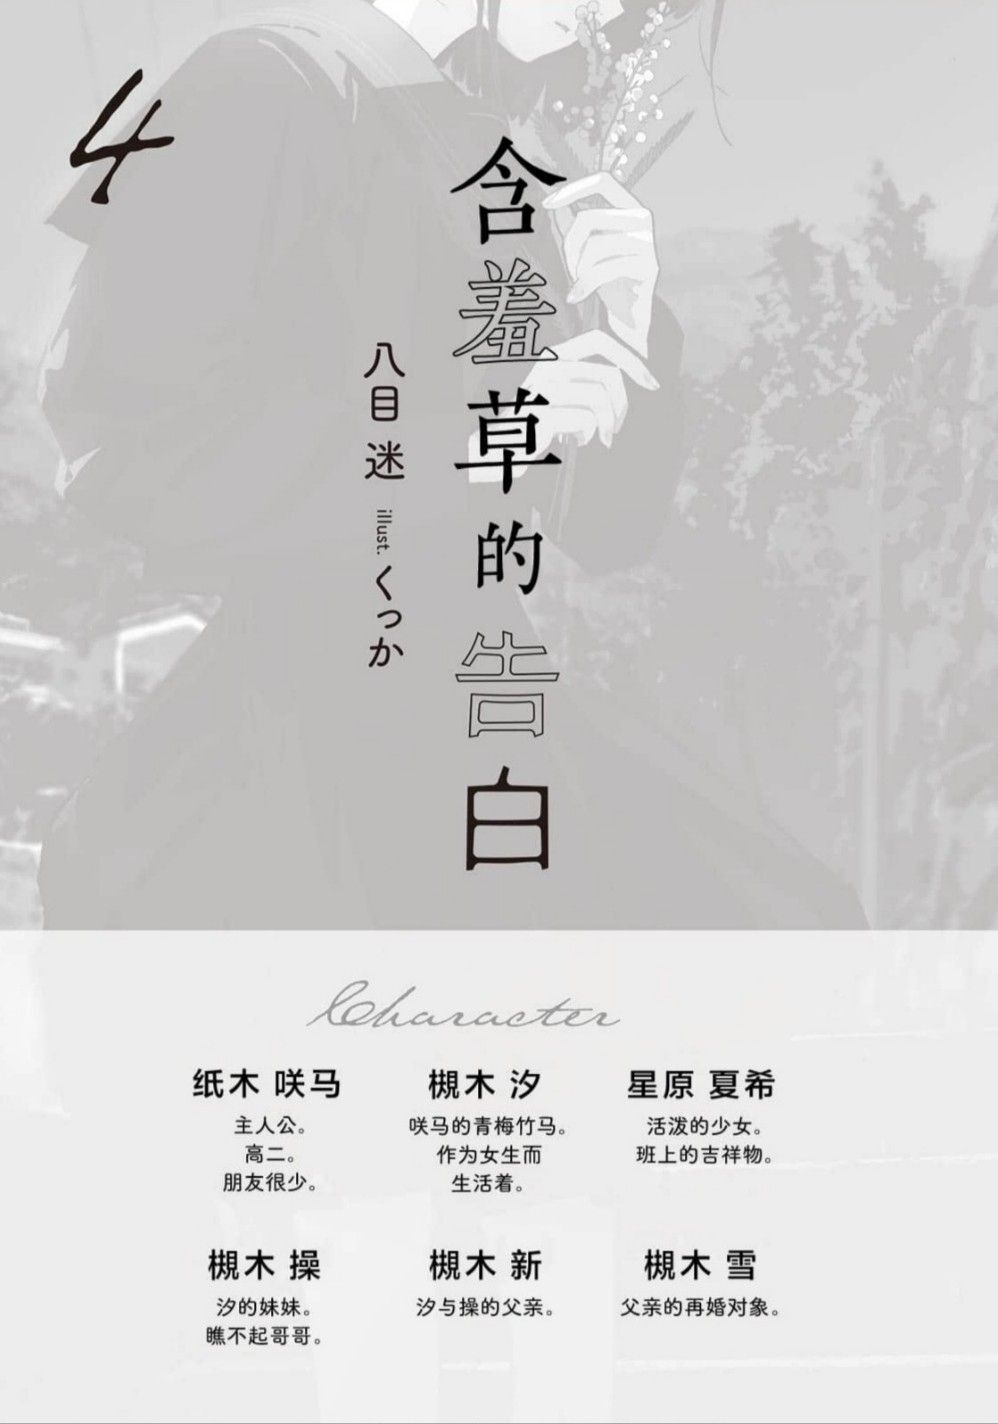 4
含羞草的告白
八目 迷
illust. くっか
Character
纸木 咲马
主人公。
高二。
朋友很少。
槻木 汐
咲马的青梅竹马。
作为女生而
生活着。
星原 夏希
活泼的少女。
班上的吉祥物。
槻木 操
汐的妹妹。
瞧不起哥哥。
槻木 新
汐与操的父亲。
槻木 雪
父亲的再婚对象。